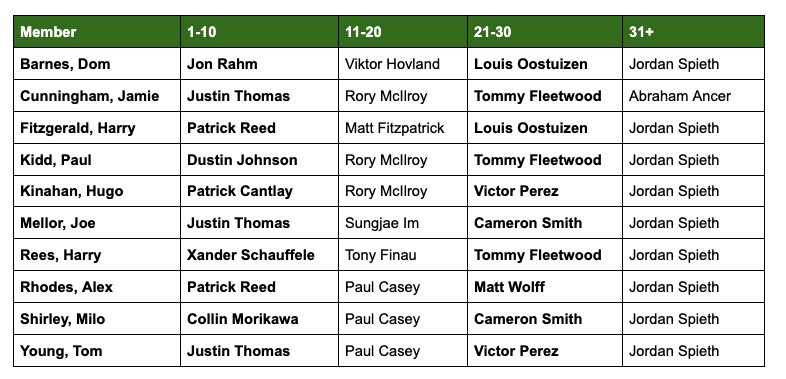 Member 1-10 11-20 21-30 31+
Barnes, Dom Jon Rahm Viktor Hovland Louis Oostuizen Jordan Spieth
Cunningham, Jamie Justin Thomas Rory McIlroy Tommy Fleetwood Abraham Ancer
Fitzgerald, Harry Patrick Reed Matt Fitzpatrick Louis Oostuizen Jordan Spieth
Kidd, Paul Dustin Johnson Rory McIlroy Tommy Fleetwood Jordan Spieth
Kinahan, Hugo Patrick Cantlay Rory McIlroy Victor Perez Jordan Spieth
Mellor, Joe Justin Thomas Sungjae Im Cameron Smith Jordan Spieth
Rees, Harry Xander Schauffele Tony Finau Tommy Fleetwood Jordan Spieth
Rhodes, Alex Patrick Reed Paul Casey Matt Wolff Jordan Spieth
Shirley, Milo Collin Morikawa Paul Casey Cameron Smith Jordan Spieth
Young, Tom Justin Thomas Paul Casey Victor Perez Jordan Spieth